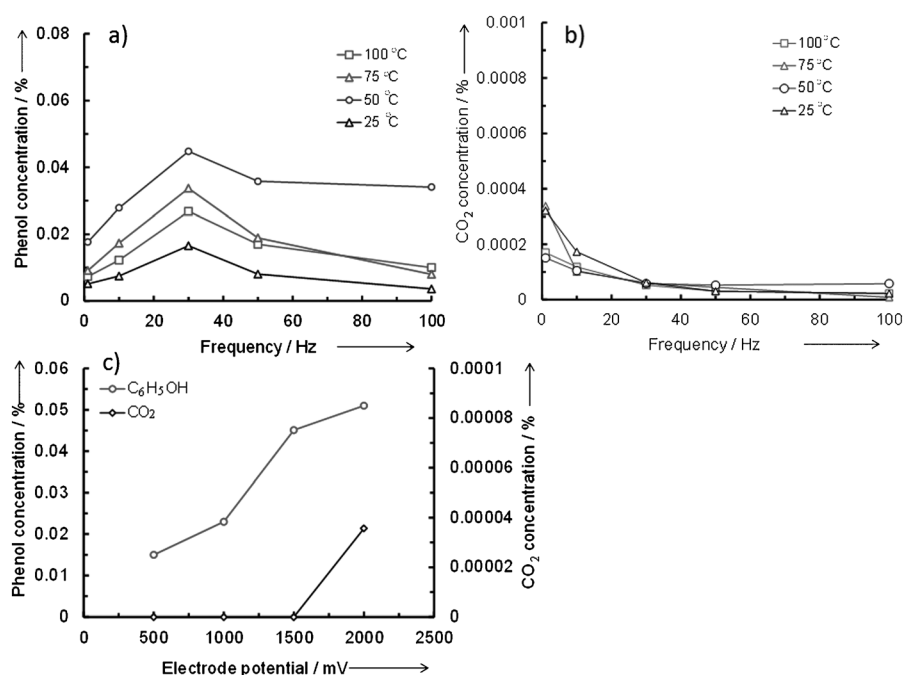 a)
0.08
0.06
0.04
0.02
0
Phenol concentration / %
100 °C
75 °C
50 °C
25 °C
0 20 40 60 80 100
Frequency / Hz
b)
0.001
0.0008
0.0006
0.0004
0.0002
0
CO2 concentration / %
100 °C
75 °C
50 °C
25 °C
0 20 40 60 80 100
Frequency / Hz
c)
0.06
0.05
0.04
0.03
0.02
0.01
0
Phenol concentration / %
C6H5OH
CO2
0.0001
0.00008
0.00006
0.00004
0.00002
0
CO2 concentration / %
0 500 1000 1500 2000 2500
Electrode potential / mV